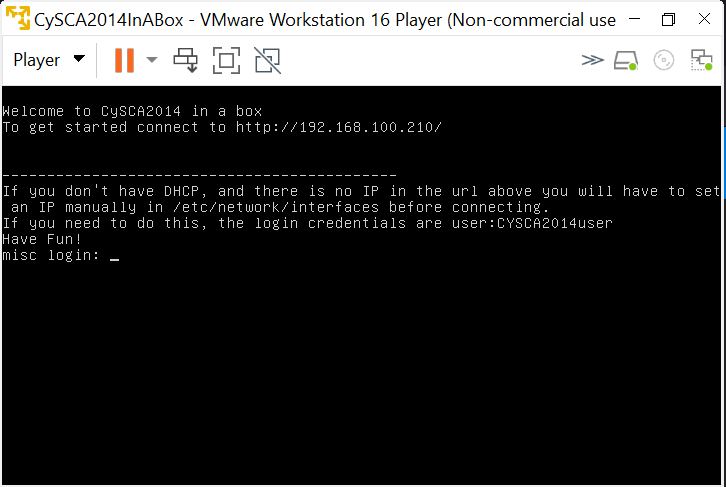 CySCA2014InABox - VMware Workstation 16 Player (Non-commercial use
Player
Welcome to CySCA2014 in a box
To get started connect to http://192.168.100.210/
--------------------------------------------
If you don't have DHCP, and there is no IP in the url above you will have to set
 an IP manually in /etc/network/interfaces before connecting.
If you need to do this, the login credentials are user:CYSCA2014user
Have Fun!
misc login: _